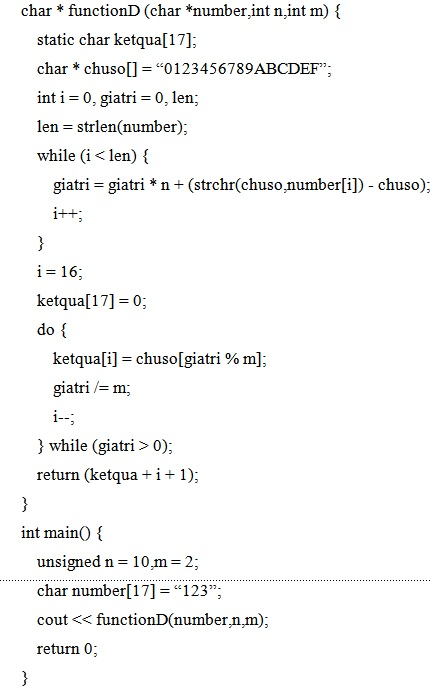 char * functionD (char *number,int n,int m) {
static char ketqua[17];
char * chuso[] = “0123456789ABCDEF”;
int i = 0, giatri = 0, len;
len = strlen(number);
while (i < len) {
giatri = giatri * n + (strchr(chuso,number[i]) - chuso);
i++;
}
i = 16;
ketqua[17] = 0;
do {
ketqua[i] = chuso[giatri % m];
giatri /= m;
i--;
} while (giatri > 0);
return (ketqua + i + 1);
}
int main() {
unsigned n = 10,m = 2;
char number[17] = “123”;
cout << functionD(number,n,m);
return 0;
}